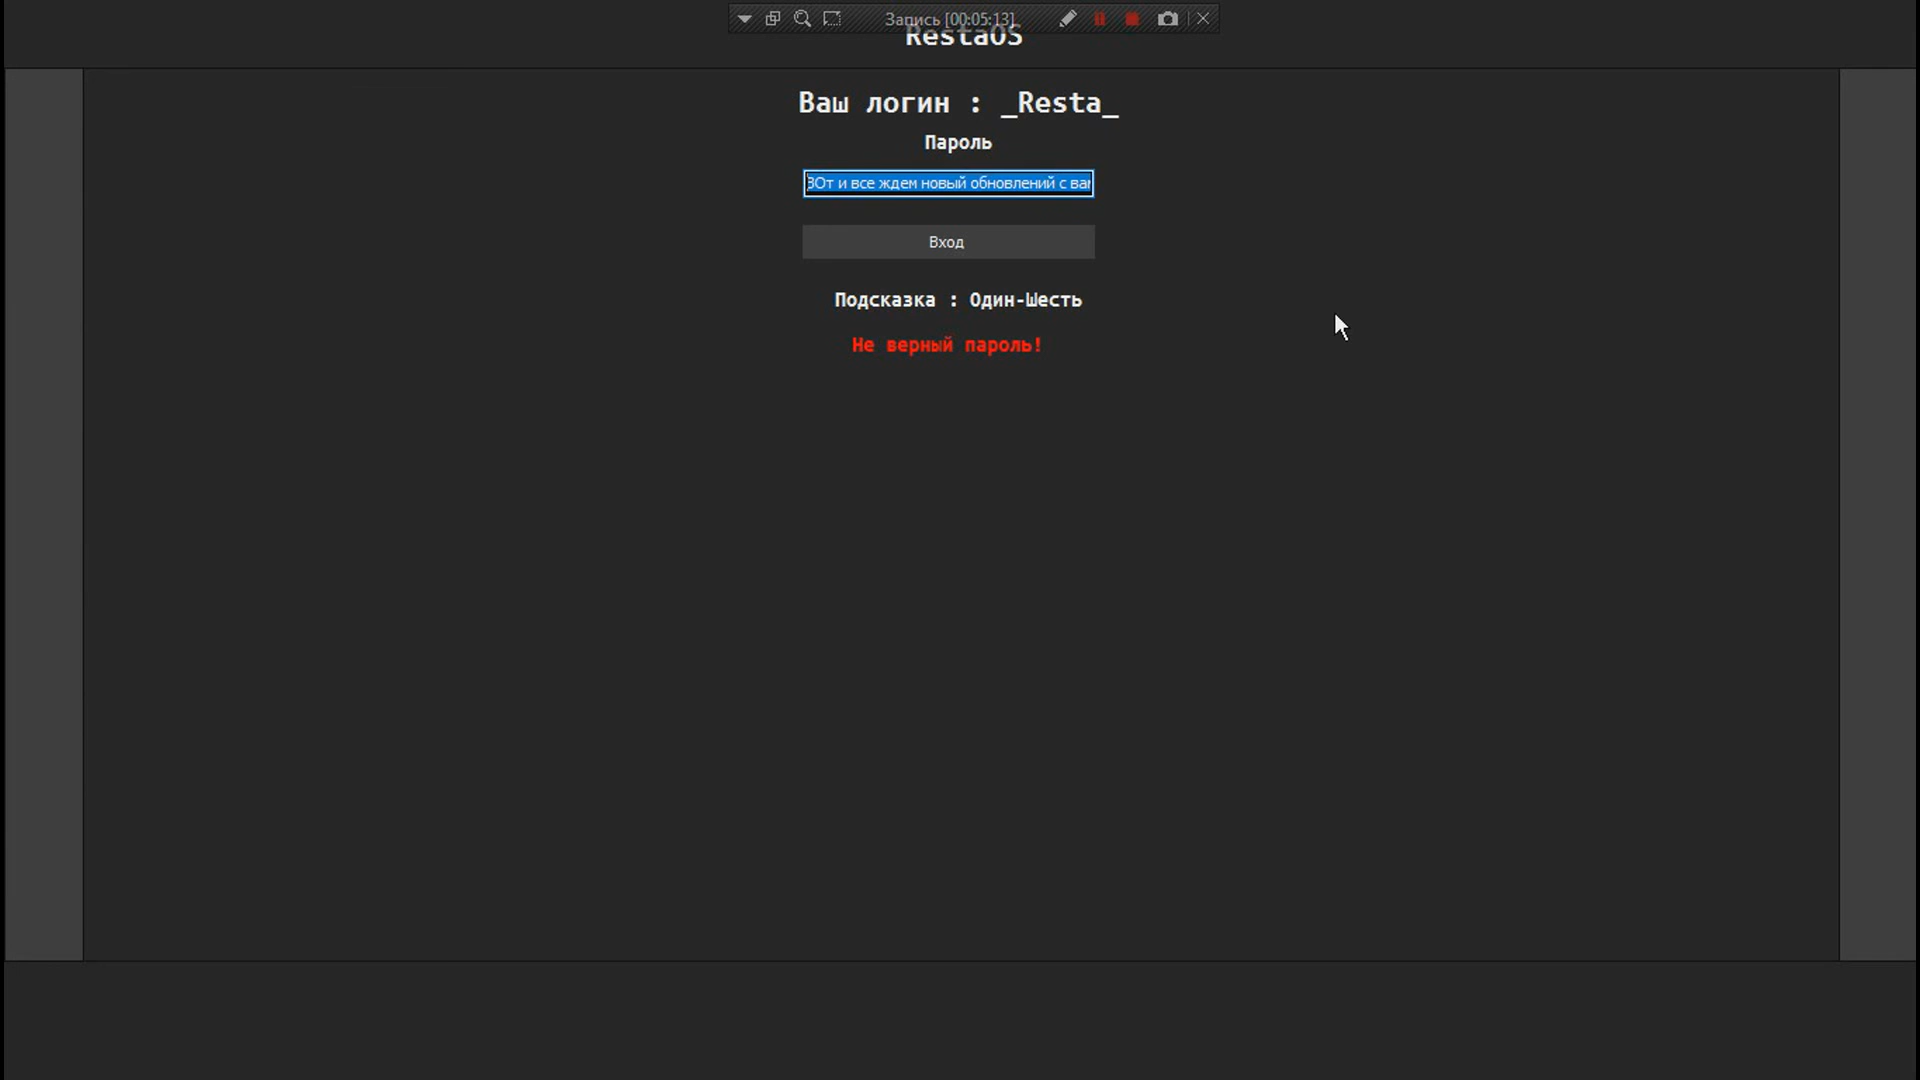 Запись [00:05:13]
RestaOS
Ваш логин : _Resta_
Пароль
ВОт и все ждем новый обновлений с ва
Вход
Подсказка : Один-Шесть
Не верный пароль!